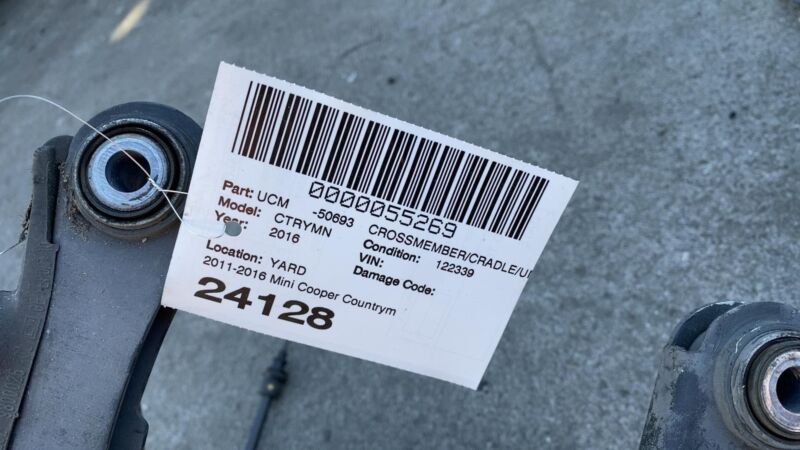 0000055269
Part: UCM -50693 CROSSMEMBER/CRADLE/U
Model: CTRYMN Condition: 122339
Year: 2016 VIN:
Damage Code:
Location: YARD
2011-2016 Mini Cooper Countrym
24128